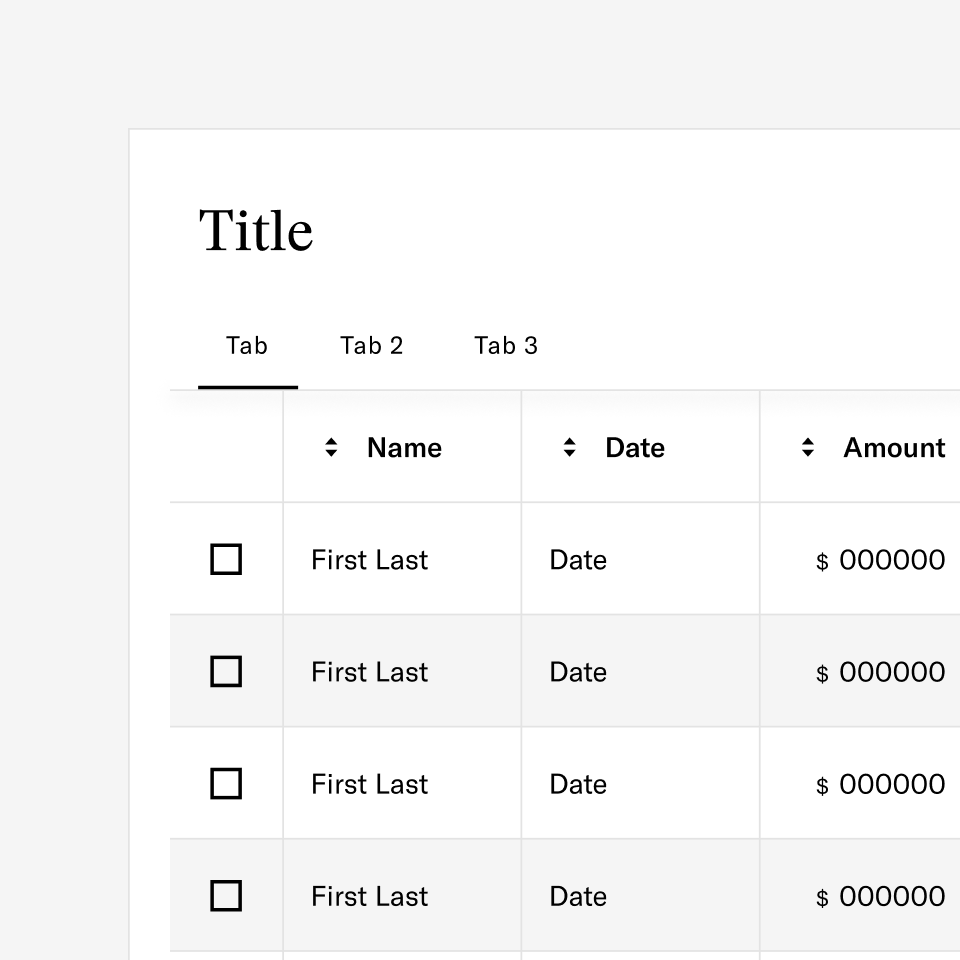 Title
Tab Tab 2 Tab 3
Name Date Amount
First Last Date $ 000000
First Last Date $ 000000
First Last Date $ 000000
First Last Date $ 000000